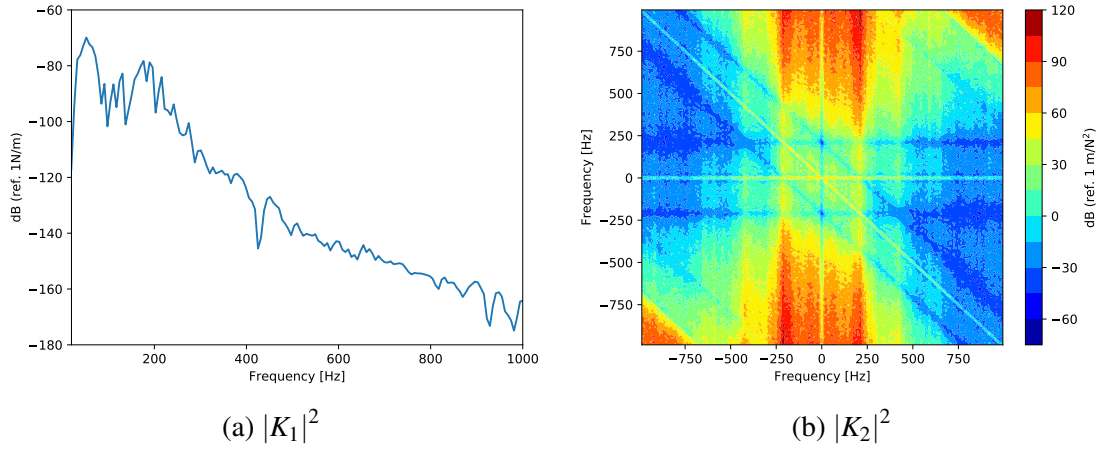 −60
−80
−100
−120
−140
−160
−180
dB (ref. 1N/m)
200 400 600 800 1000
Frequency [Hz]
(a) |K₁|²
750
500
250
0
−250
−500
−750
Frequency [Hz]
−750 −500 −250 0 250 500 750
Frequency [Hz]
120
90
60
30
0
−30
−60
dB (ref. 1 m/N²)
(b) |K₂|²